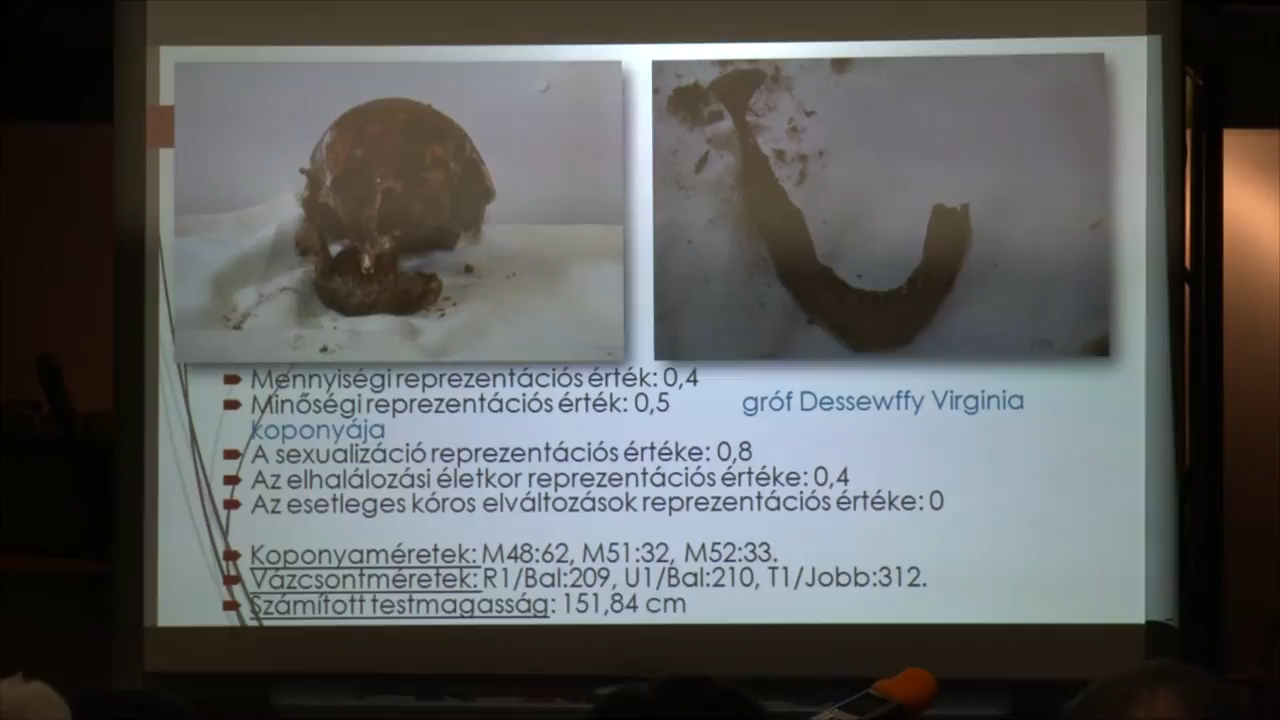 Mennyiségi reprezentációs érték: 0,4
Minőségi reprezentációs érték: 0,5 gróf Dessewffy Virginia
koponyája
A sexualizáció reprezentációs értéke: 0,8
Az elhalálozási életkor reprezentációs értéke: 0,4
Az esetleges kóros elváltozások reprezentációs értéke: 0
Koponyaméretek: M48:62, M51:32, M52:33.
Vázcsontméretek: R1/Bal:209, U1/Bal:210, T1/Jobb:312.
Számított testmagasság: 151,84 cm